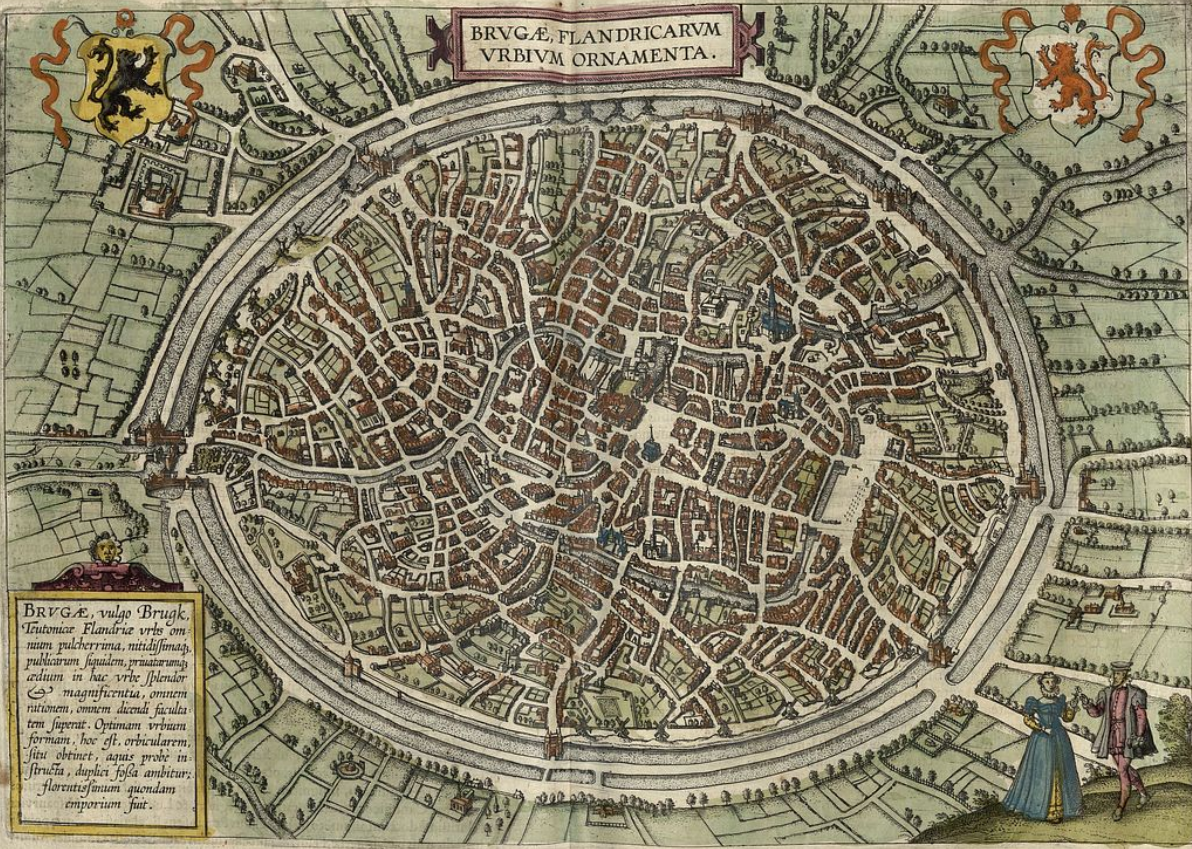 BRVGÆ, FLANDRICARVM
VRBIVM ORNAMENTA.
BRVGÆ, vulgo Brugk,
Teutonicæ Flandriæ vrbs om
nium pulcherrima, nitidißimaq;
publicarum siquidem, priuatarumq;
ædium in hac vrbe splendor
& magnificentia, omnem
rationem, omnem dicendi faculta
tem superat. Optimam vrbium
formam, hoc est, orbicularem,
situ obtinet, aquis probè in
structa, duplici foßa ambitur:
florentißimum quondam
emporium fuit.